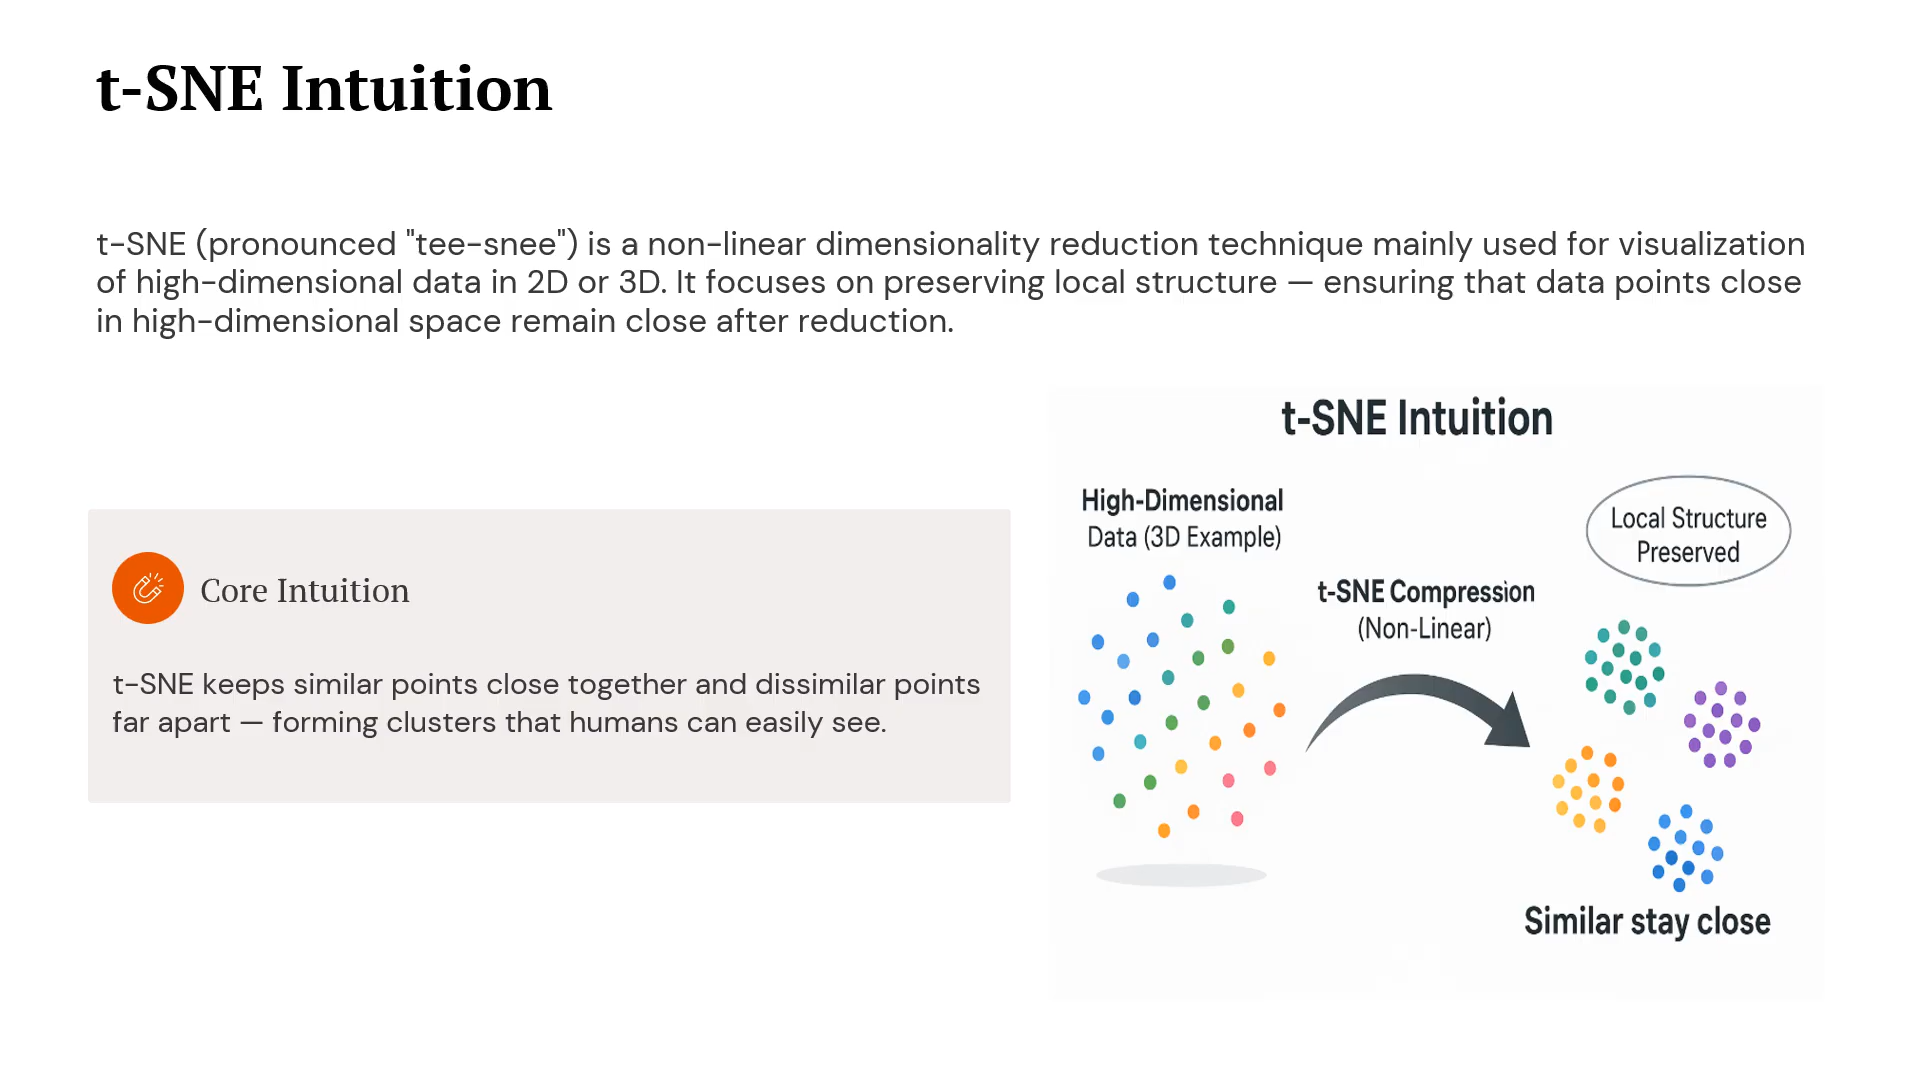 t-SNE Intuition
t-SNE (pronounced "tee-snee") is a non-linear dimensionality reduction technique mainly used for visualization
of high-dimensional data in 2D or 3D. It focuses on preserving local structure — ensuring that data points close
in high-dimensional space remain close after reduction.
Core Intuition
t-SNE keeps similar points close together and dissimilar points
far apart — forming clusters that humans can easily see.
t-SNE Intuition
High-Dimensional
Data (3D Example)
t-SNE Compression
(Non-Linear)
Local Structure
Preserved
Similar stay close